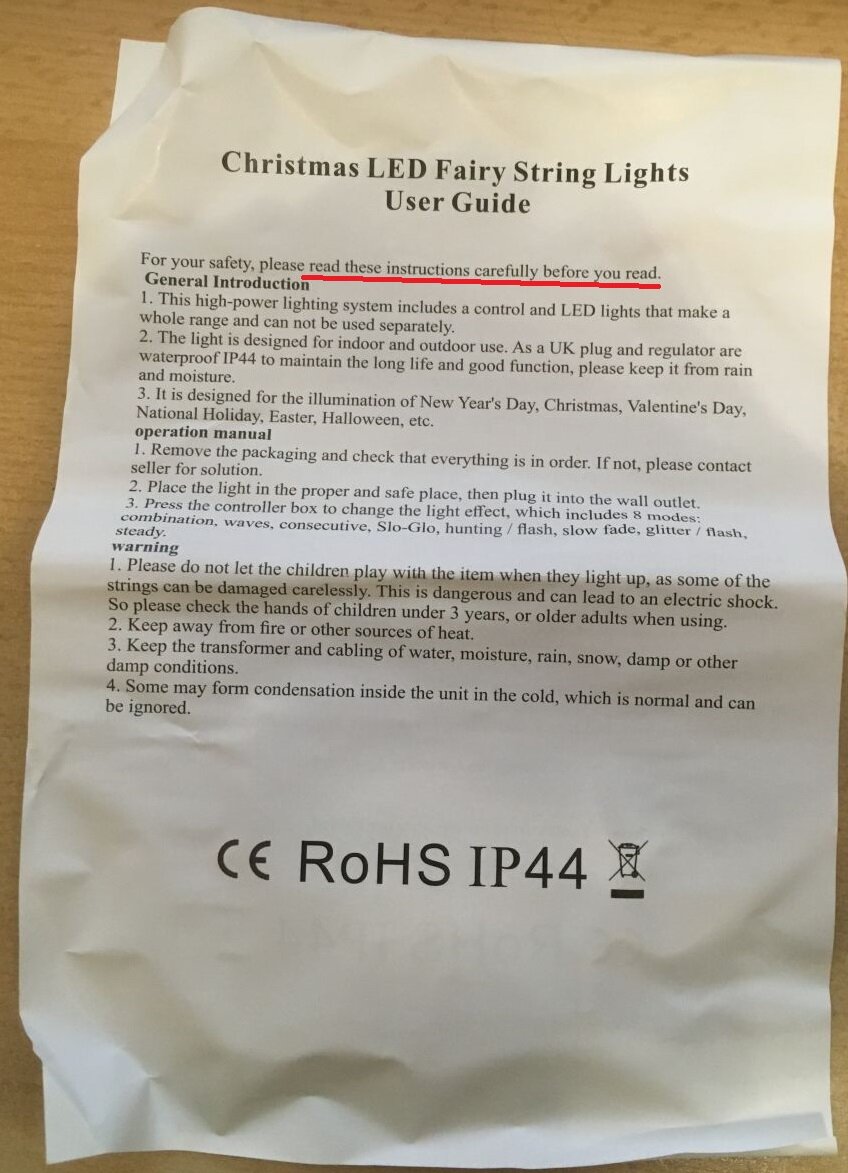 Christmas LED Fairy String Lights
User Guide
For your safety, please read these instructions carefully before you read.
General Introduction
1. This high-power lighting system includes a control and LED lights that make a
whole range and can not be used separately.
2. The light is designed for indoor and outdoor use. As a UK plug and regulator are
waterproof IP44 to maintain the long life and good function, please keep it from rain
and moisture.
3. It is designed for the illumination of New Year's Day, Christmas, Valentine's Day,
National Holiday, Easter, Halloween, etc.
operation manual
1. Remove the packaging and check that everything is in order. If not, please contact
seller for solution.
2. Place the light in the proper and safe place, then plug it into the wall outlet.
3. Press the controller box to change the light effect, which includes 8 modes:
combination, waves, consecutive, Slo-Glo, hunting / flash, slow fade, glitter / flash,
steady.
warning
1. Please do not let the children play with the item when they light up, as some of the
strings can be damaged carelessly. This is dangerous and can lead to an electric shock.
So please check the hands of children under 3 years, or older adults when using.
2. Keep away from fire or other sources of heat.
3. Keep the transformer and cabling of water, moisture, rain, snow, damp or other
damp conditions.
4. Some may form condensation inside the unit in the cold, which is normal and can
be ignored.
CE RoHS IP44